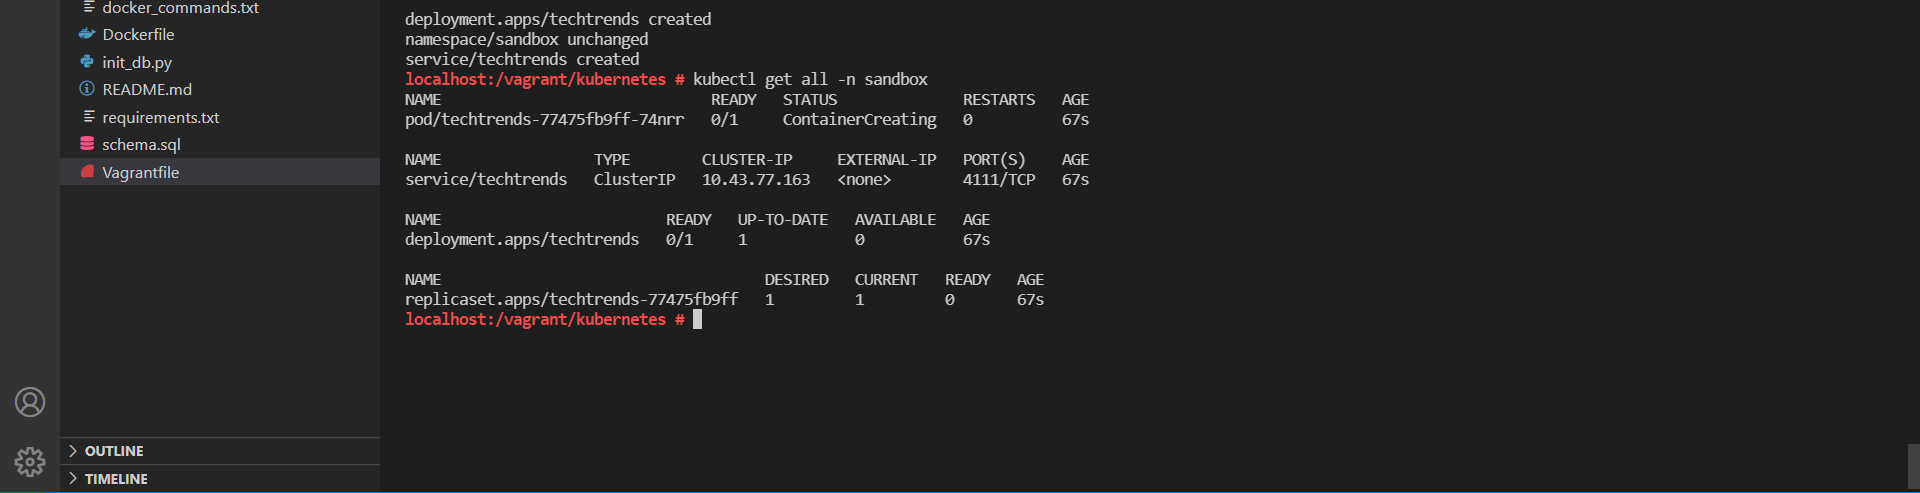 docker_commands.txt
Dockerfile
init_db.py
README.md
requirements.txt
schema.sql
Vagrantfile
OUTLINE
TIMELINE
deployment.apps/techtrends created
namespace/sandbox unchanged
service/techtrends created
localhost:/vagrant/kubernetes # kubectl get all -n sandbox
NAME READY STATUS RESTARTS AGE
pod/techtrends-77475fb9ff-74nrr 0/1 ContainerCreating 0 67s
NAME TYPE CLUSTER-IP EXTERNAL-IP PORT(S) AGE
service/techtrends ClusterIP 10.43.77.163 <none> 4111/TCP 67s
NAME READY UP-TO-DATE AVAILABLE AGE
deployment.apps/techtrends 0/1 1 0 67s
NAME DESIRED CURRENT READY AGE
replicaset.apps/techtrends-77475fb9ff 1 1 0 67s
localhost:/vagrant/kubernetes #